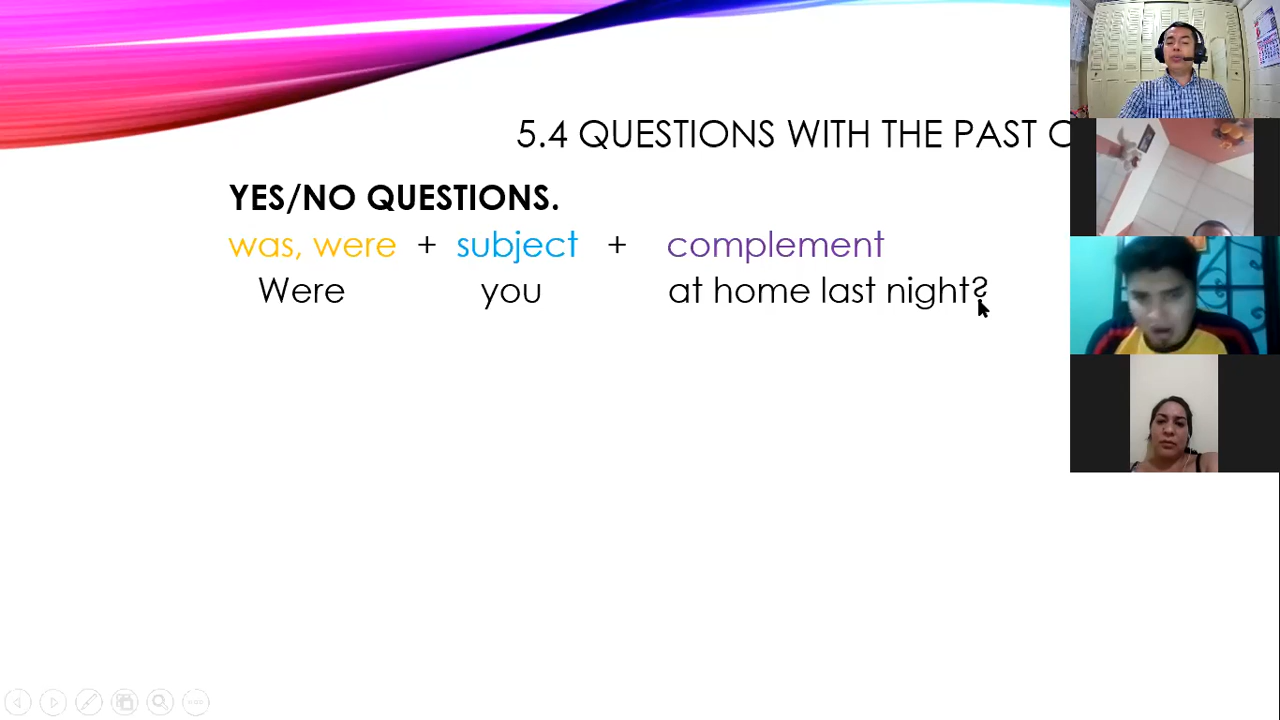 5.4 QUESTIONS WITH THE PAST
YES/NO QUESTIONS.
was, were + subject + complement
Were you at home last night?